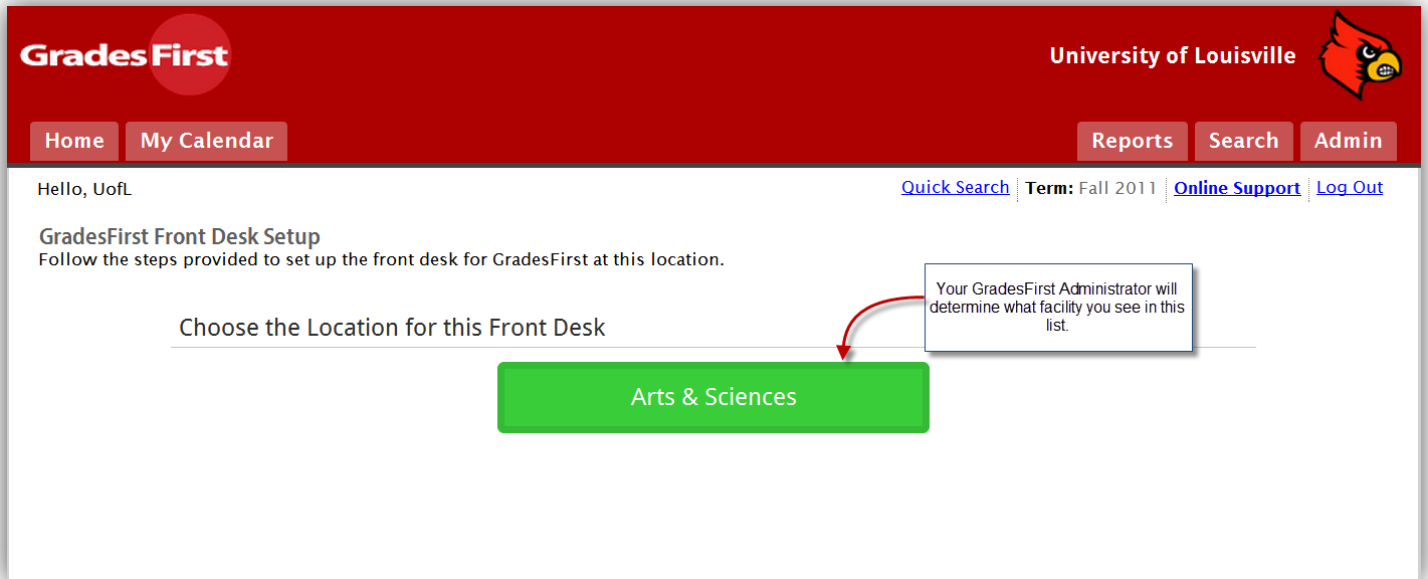 GradesFirst
University of Louisville
Home My Calendar Reports Search Admin
Hello, UofL Quick Search Term: Fall 2011 Online Support Log Out
GradesFirst Front Desk Setup
Follow the steps provided to set up the front desk for GradesFirst at this location.
Your GradesFirst Administrator will
determine what facility you see in this
list.
Choose the Location for this Front Desk
Arts & Sciences